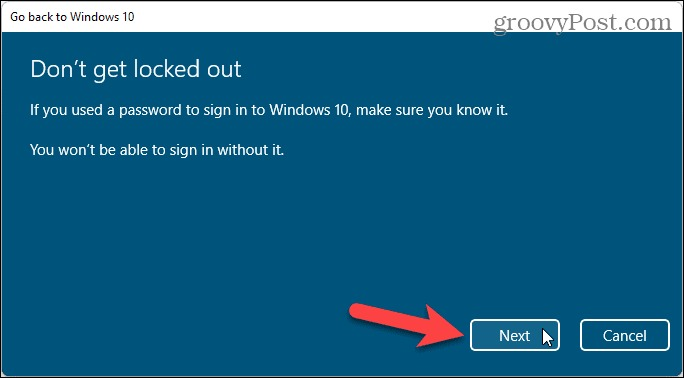 Go back to Windows 10
groovyPost.com
Don't get locked out
If you used a password to sign in to Windows 10, make sure you know it.
You won't be able to sign in without it.
Next
Cancel